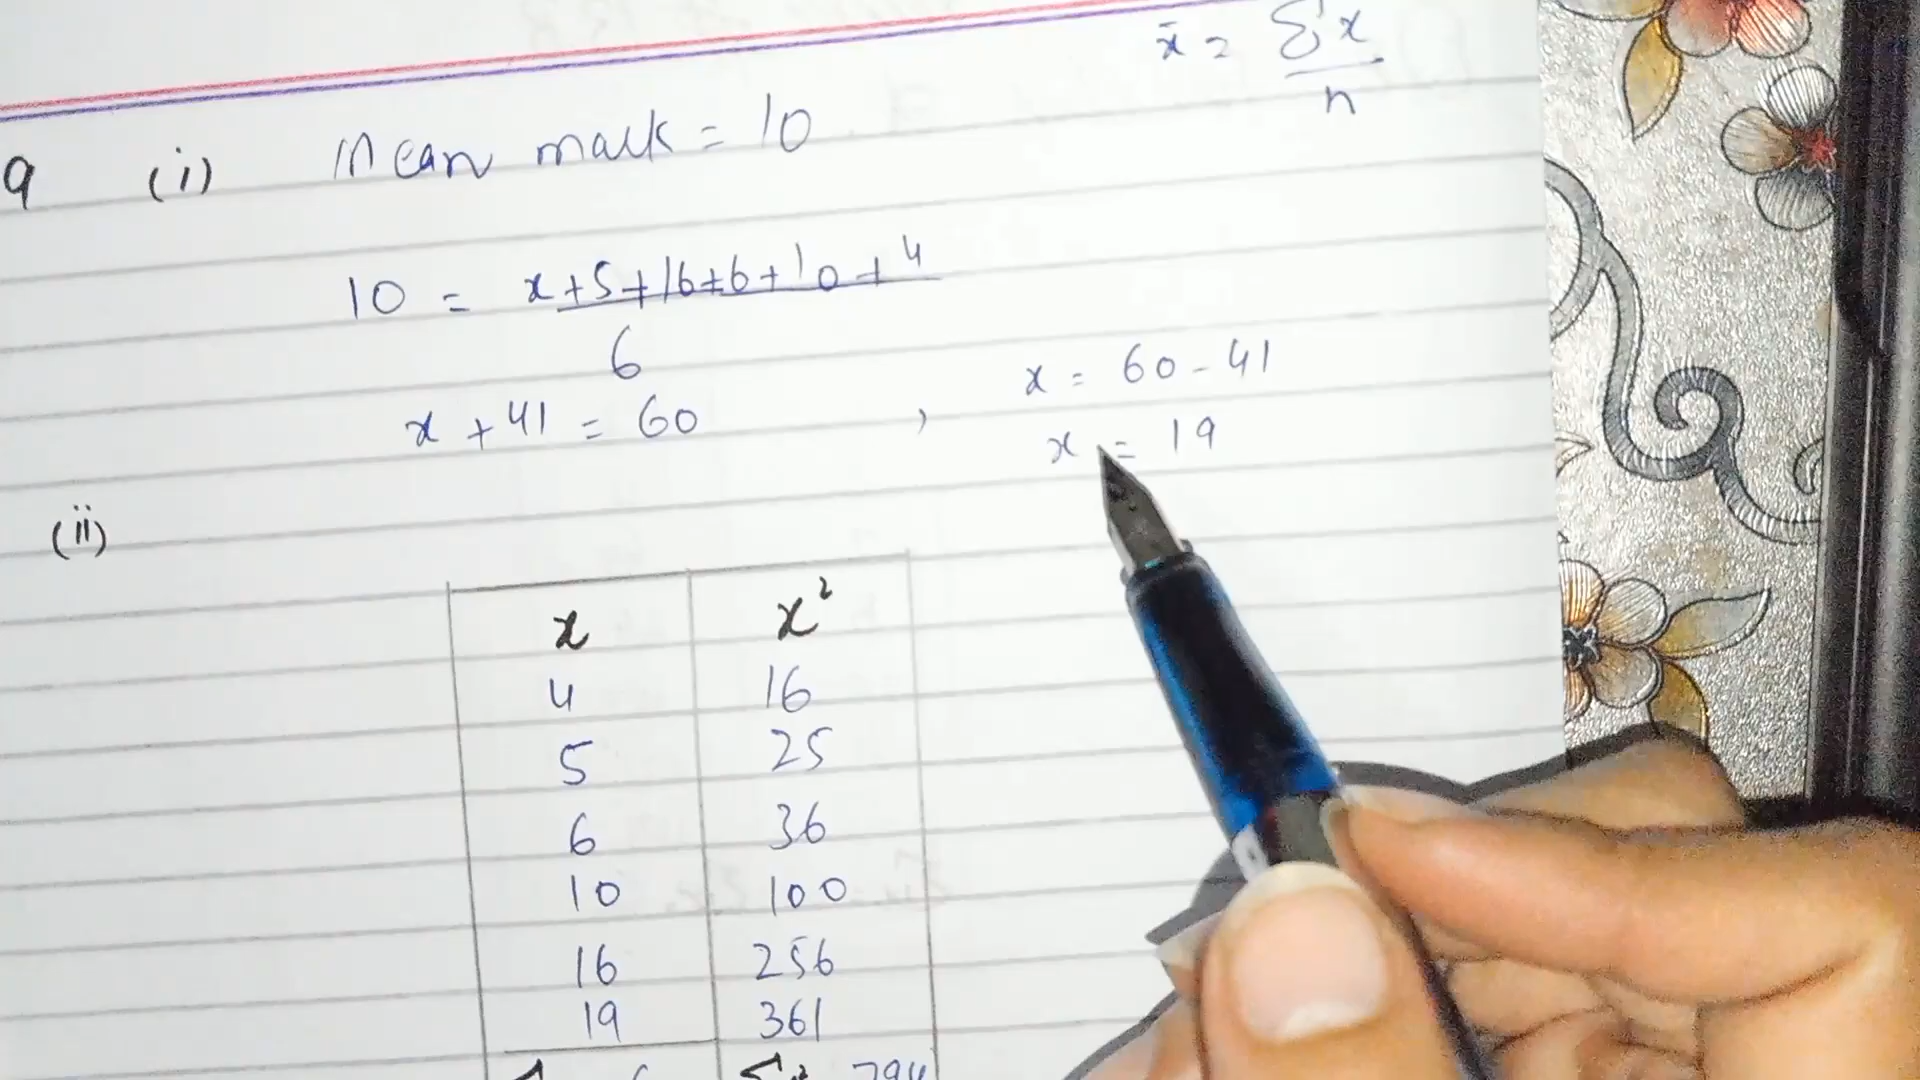 x̄ = Σx
n
9 (i) Mean mark = 10
10 = x+5+16+6+10+4
6
x + 41 = 60 , x = 60 - 41
x = 19
(ii)
x x²
4 16
5 25
6 36
10 100
16 256
19 361
794